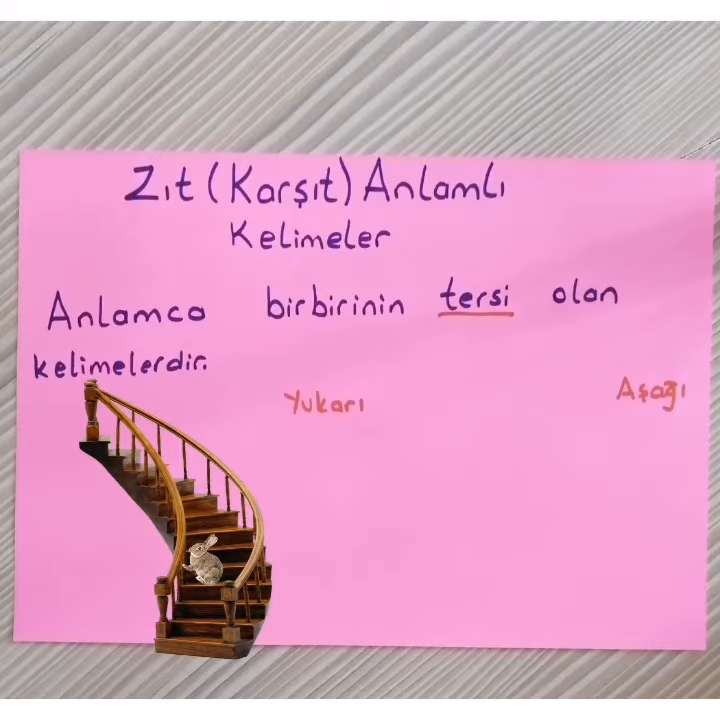 Zıt (Karşıt) Anlamlı
Kelimeler
Anlamca birbirinin tersi olan
kelimelerdir.
Yukarı Aşağı